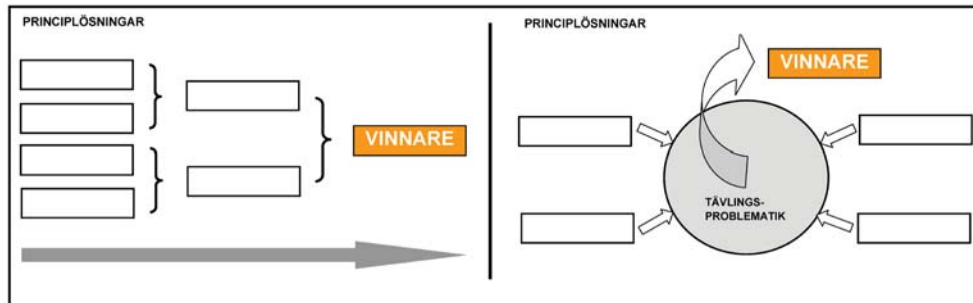 PRINCIPLÖSNINGAR
VINNARE
PRINCIPLÖSNINGAR
VINNARE
TÄVLINGS-
PROBLEMATIK